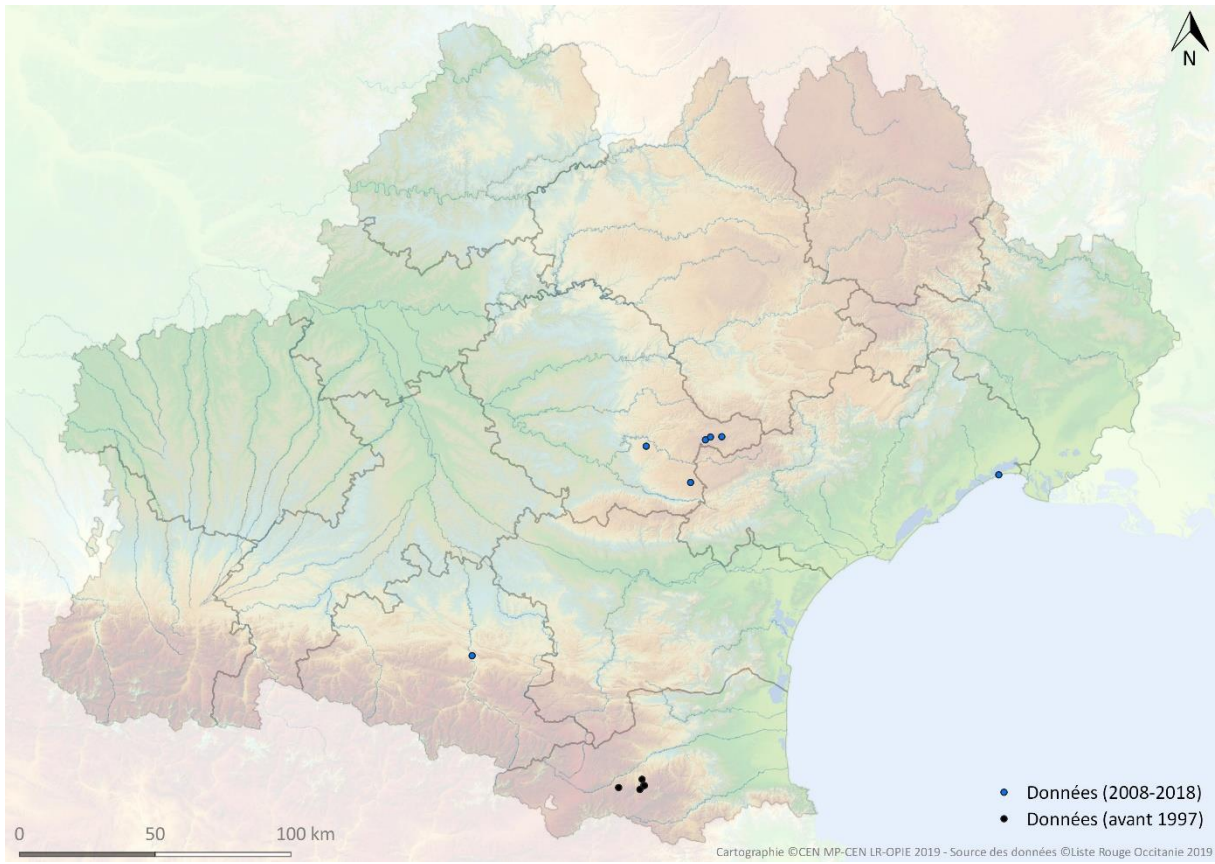 N
Données (2008-2018)
Données (avant 1997)
0 50 100 km
Cartographie ©CEN MP-CEN LR-OPIE 2019 - Source des données ©Liste Rouge Occitanie 2019